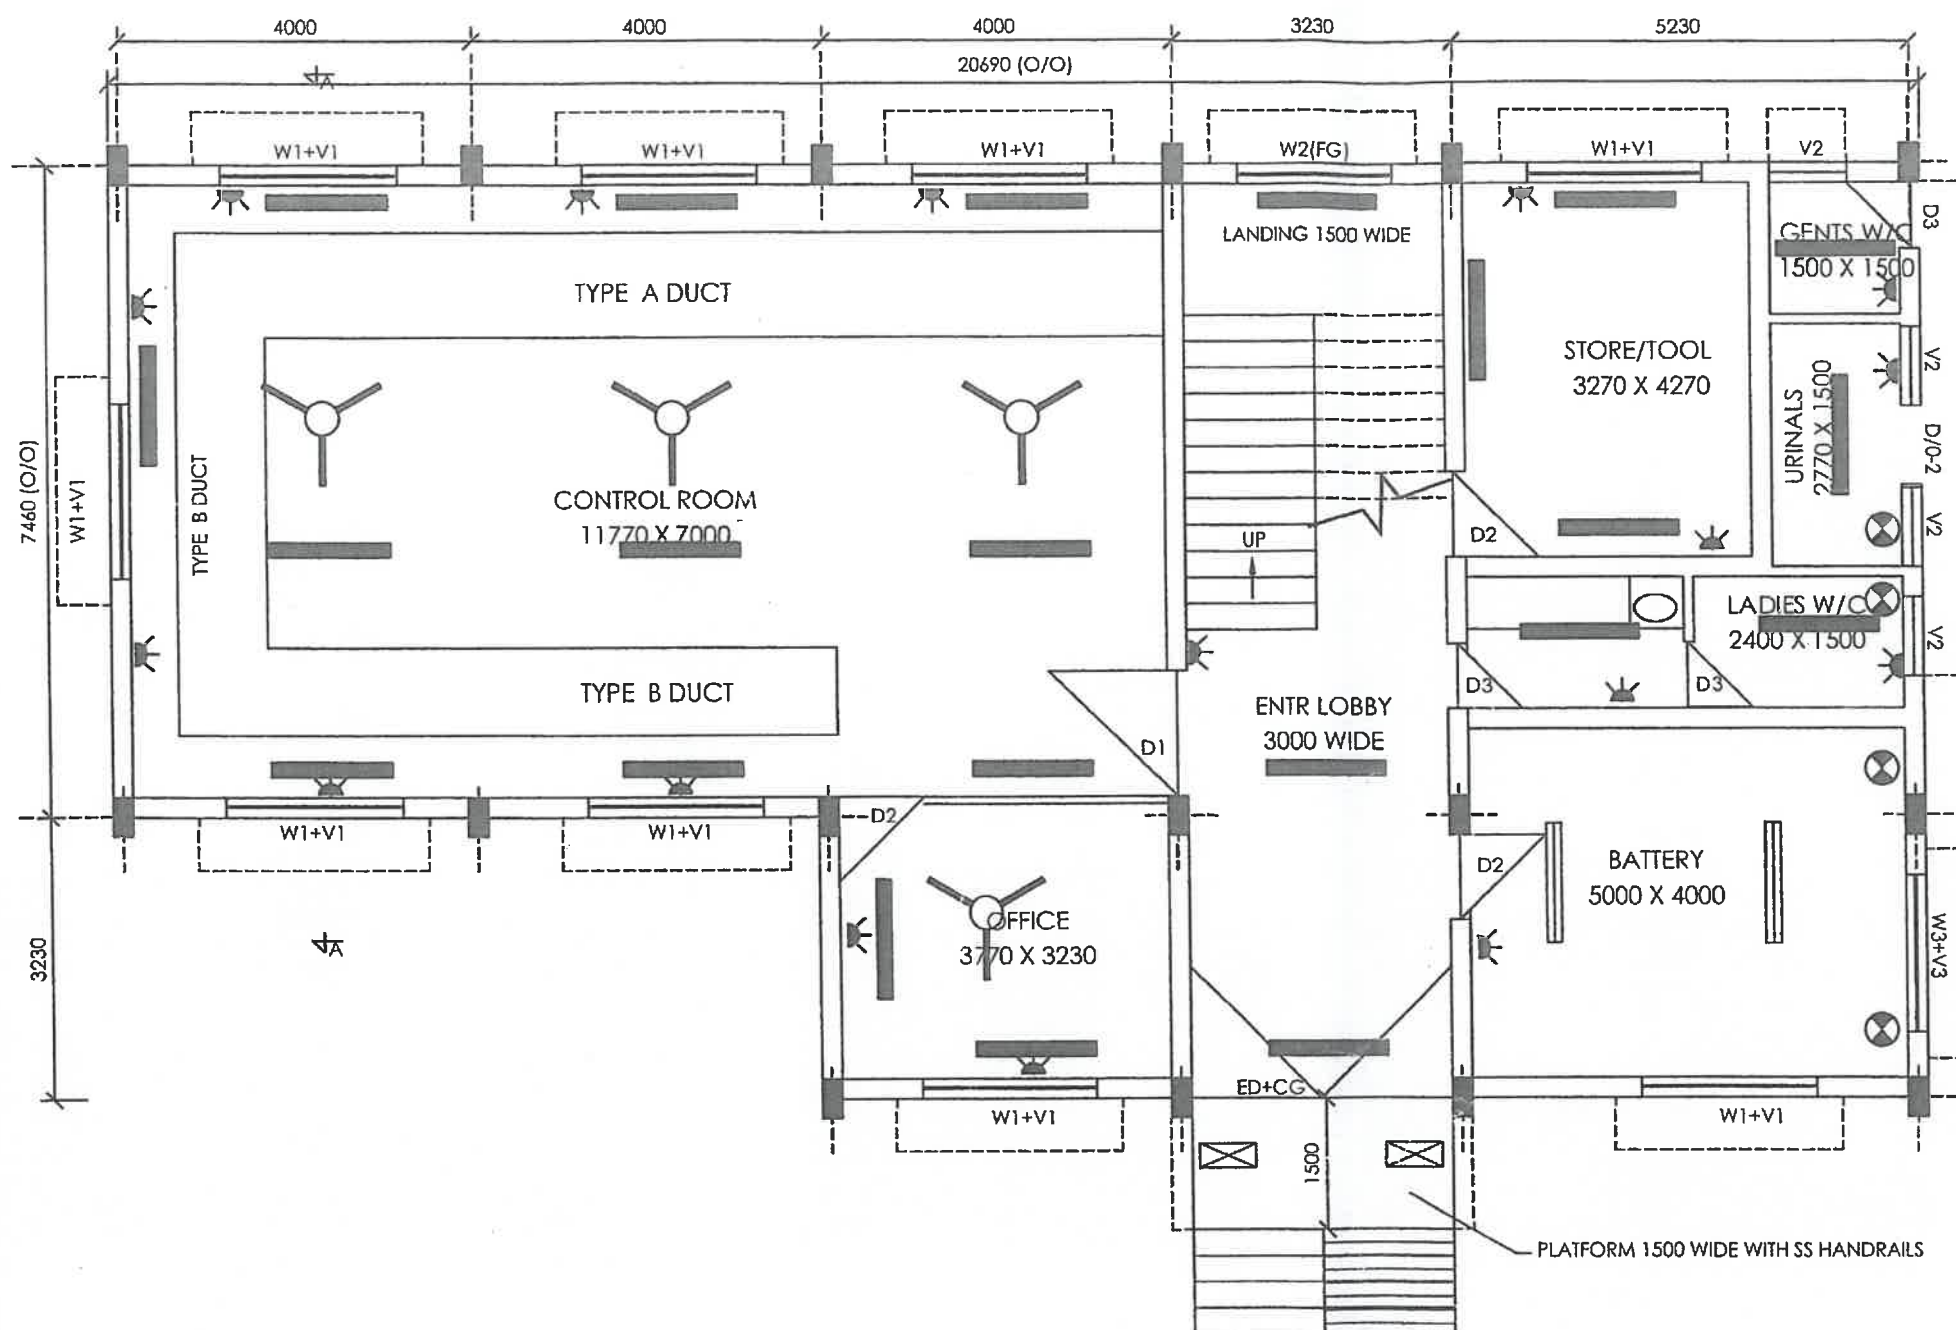 4000
4000
4000
3230
5230
20690 (O/O)
A
W1+V1
W1+V1
W1+V1
W2(FG)
W1+V1
V2
D3
LANDING 1500 WIDE
GENTS W/C
1500 X 1500
TYPE A DUCT
STORE/TOOL
3270 X 4270
V2
URINALS
2770 X 1500
D/0-2
7460 (O/O)
W1+V1
TYPE B DUCT
CONTROL ROOM
11770 X 7000
UP
D2
V2
LADIES W/C
2400 X 1500
V2
TYPE B DUCT
D3
D3
ENTR LOBBY
3000 WIDE
D1
W1+V1
W1+V1
D2
D2
BATTERY
5000 X 4000
OFFICE
3770 X 3230
A
3230
W3+V3
ED+CG
W1+V1
W1+V1
1500
PLATFORM 1500 WIDE WITH SS HANDRAILS